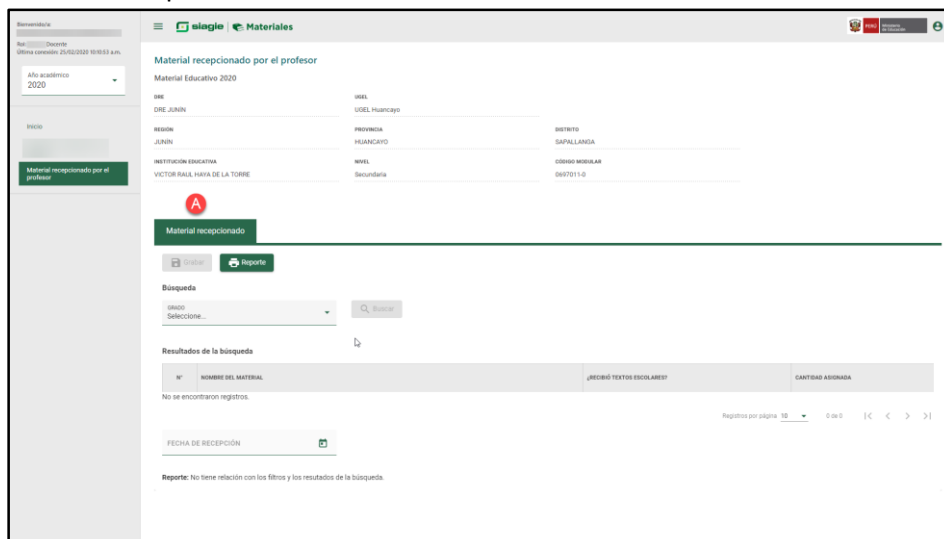 Bienvenido/a
Rol: Docente
Última conexión: 25/02/2020 10:10:53 a.m.
Año académico
2020
Inicio
Material recepcionado por el profesor
siagie | Materiales
PERÚ Ministerio de Educación
Material recepcionado por el profesor
Material Educativo 2020
DRE UGEL
DRE JUNÍN UGEL Huancayo
REGIÓN PROVINCIA DISTRITO
JUNÍN HUANCAYO SAPALLANGA
INSTITUCIÓN EDUCATIVA NIVEL CÓDIGO MODULAR
VICTOR RAUL HAYA DE LA TORRE Secundaria 0697011-0
A
Material recepcionado
Grabar Reporte
Búsqueda
GRADO
Seleccione... Buscar
Resultados de la búsqueda
N° NOMBRE DEL MATERIAL ¿RECIBIÓ TEXTOS ESCOLARES? CANTIDAD ASIGNADA
No se encontraron registros.
Registros por página 10 0 de 0 |< < > >|
FECHA DE RECEPCIÓN
Reporte: No tiene relación con los filtros y los resutados de la búsqueda.